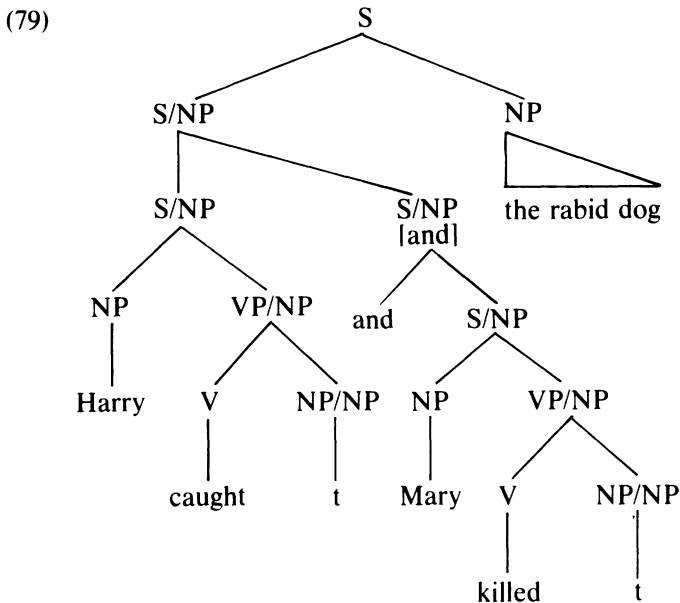 (79) S
S/NP NP
S/NP S/NP the rabid dog
[and]
NP VP/NP and S/NP
Harry V NP/NP NP VP/NP
caught t Mary V NP/NP
killed t